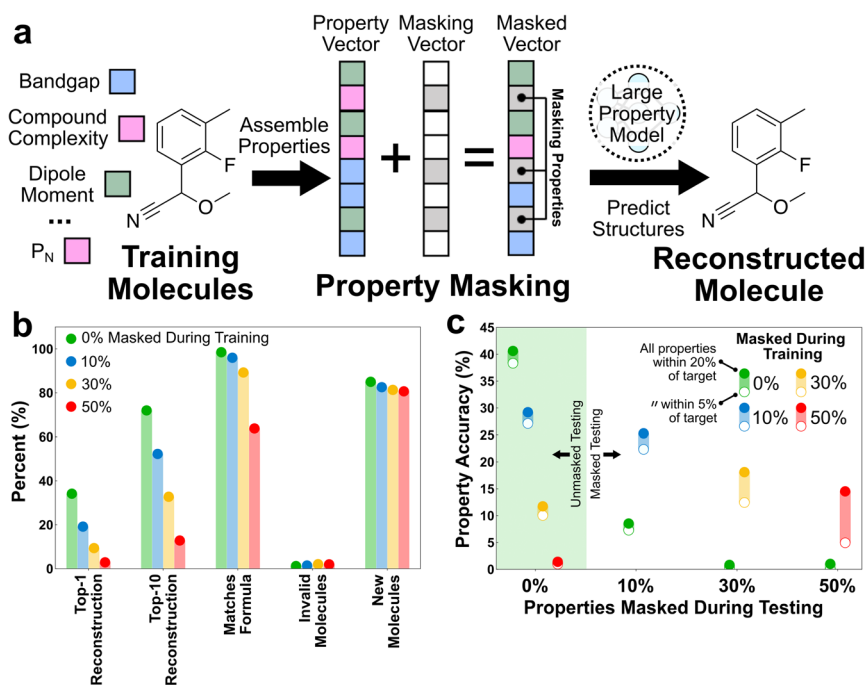 a
Property
Vector
Masking
Vector
Masked
Vector
Bandgap
Compound
Complexity
Dipole
Moment
...
P_N
F
N
O
Training
Molecules
Assemble
Properties
+
=
Masking Properties
Property Masking
Large
Property
Model
Predict
Structures
F
N
O
Reconstructed
Molecule
b
0% Masked During Training
10%
30%
50%
Percent (%)
100
80
60
40
20
0
Top-1
Reconstruction
Top-10
Reconstruction
Matches
Formula
Invalid
Molecules
New
Molecules
c
Property Accuracy (%)
45
40
35
30
25
20
15
10
5
0
All properties
within 20%
of target
" within 5%
of target
Masked During
Training
0%
30%
10%
50%
Unmasked Testing
Masked Testing
0%
10%
30%
50%
Properties Masked During Testing